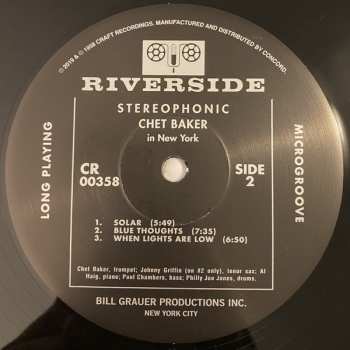 ℗ 2019 & © 1958 CRAFT RECORDINGS. MANUFACTURED AND DISTRIBUTED BY CONCORD.
RIVERSIDE
STEREOPHONIC
CHET BAKER
in New York
LONG PLAYING
MICROGROOVE
CR
00358
SIDE
2
1. SOLAR (5:49)
2. BLUE THOUGHTS (7:35)
3. WHEN LIGHTS ARE LOW (6:50)
Chet Baker, trumpet; Johnny Griffin (on #2 only), tenor sax; Al
Haig, piano; Paul Chambers, bass; Philly Joe Jones, drums.
BILL GRAUER PRODUCTIONS INC.
NEW YORK CITY